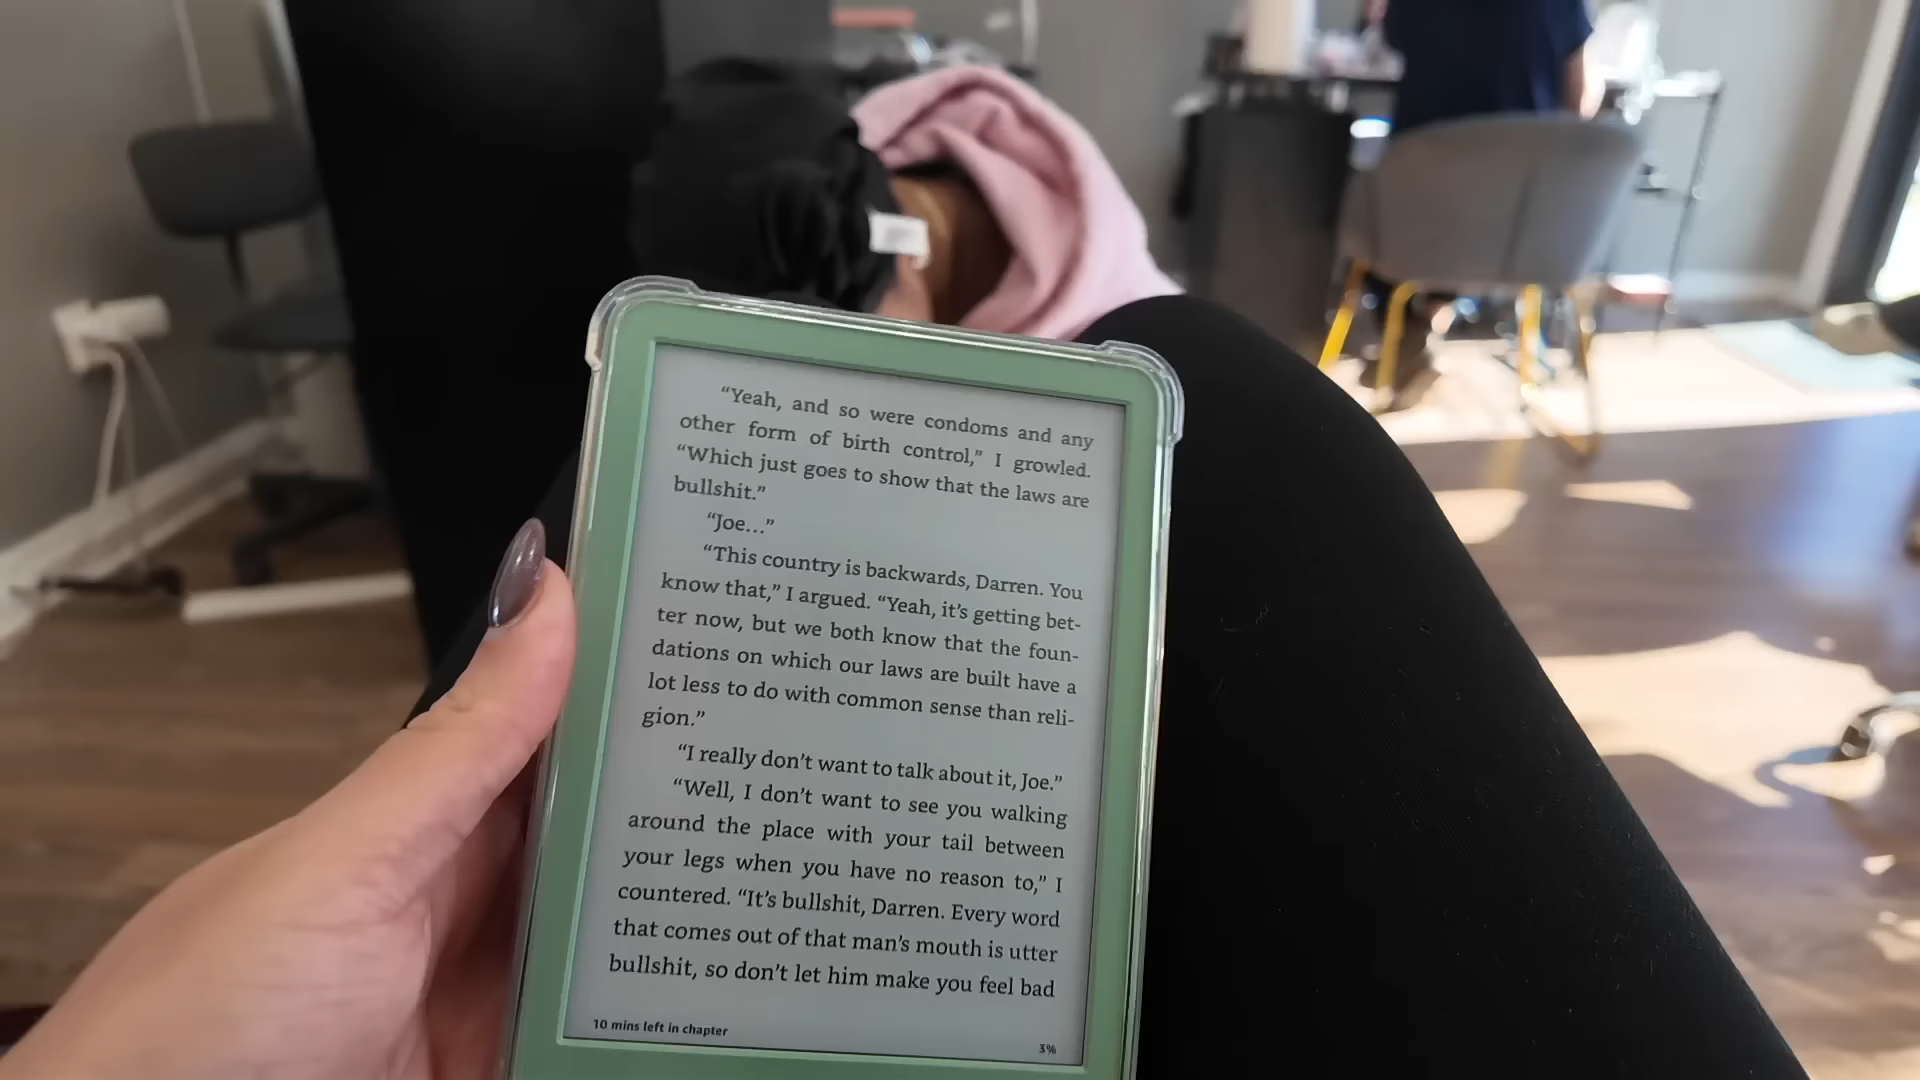 “Yeah, and so were condoms and any
other form of birth control,” I growled.
“Which just goes to show that the laws are
bullshit.”
“Joe...”
“This country is backwards, Darren. You
know that,” I argued. “Yeah, it’s getting bet-
ter now, but we both know that the foun-
dations on which our laws are built have a
lot less to do with common sense than reli-
gion.”
“I really don’t want to talk about it, Joe.”
“Well, I don’t want to see you walking
around the place with your tail between
your legs when you have no reason to,” I
countered. “It’s bullshit, Darren. Every word
that comes out of that man’s mouth is utter
bullshit, so don’t let him make you feel bad
10 mins left in chapter
3%